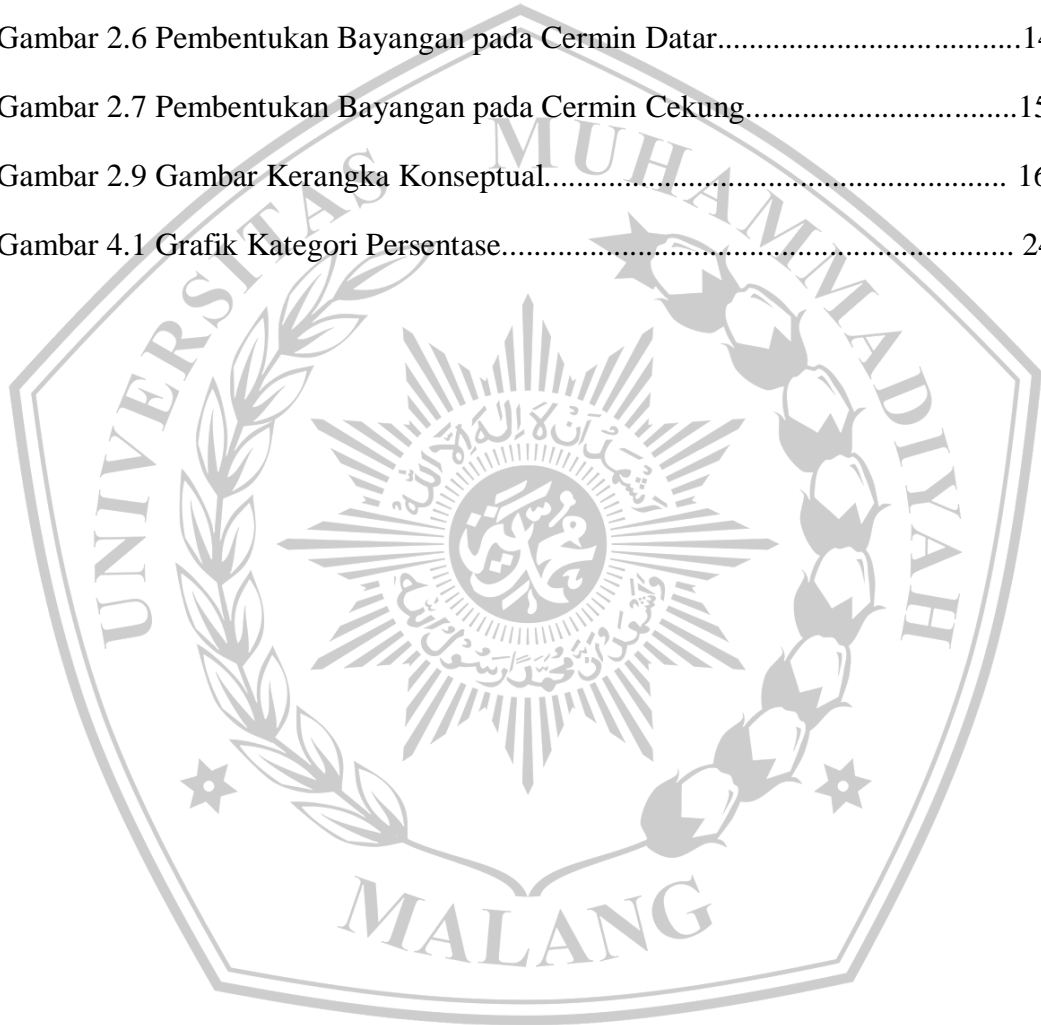 Gambar 2.6 Pembentukan Bayangan pada Cermin Datar....................................14
Gambar 2.7 Pembentukan Bayangan pada Cermin Cekung................................15
Gambar 2.9 Gambar Kerangka Konseptual...................................................... 16
Gambar 4.1 Grafik Kategori Persentase............................................................ 24
UNIVERSITAS MUHAMMADIYAH
MALANG